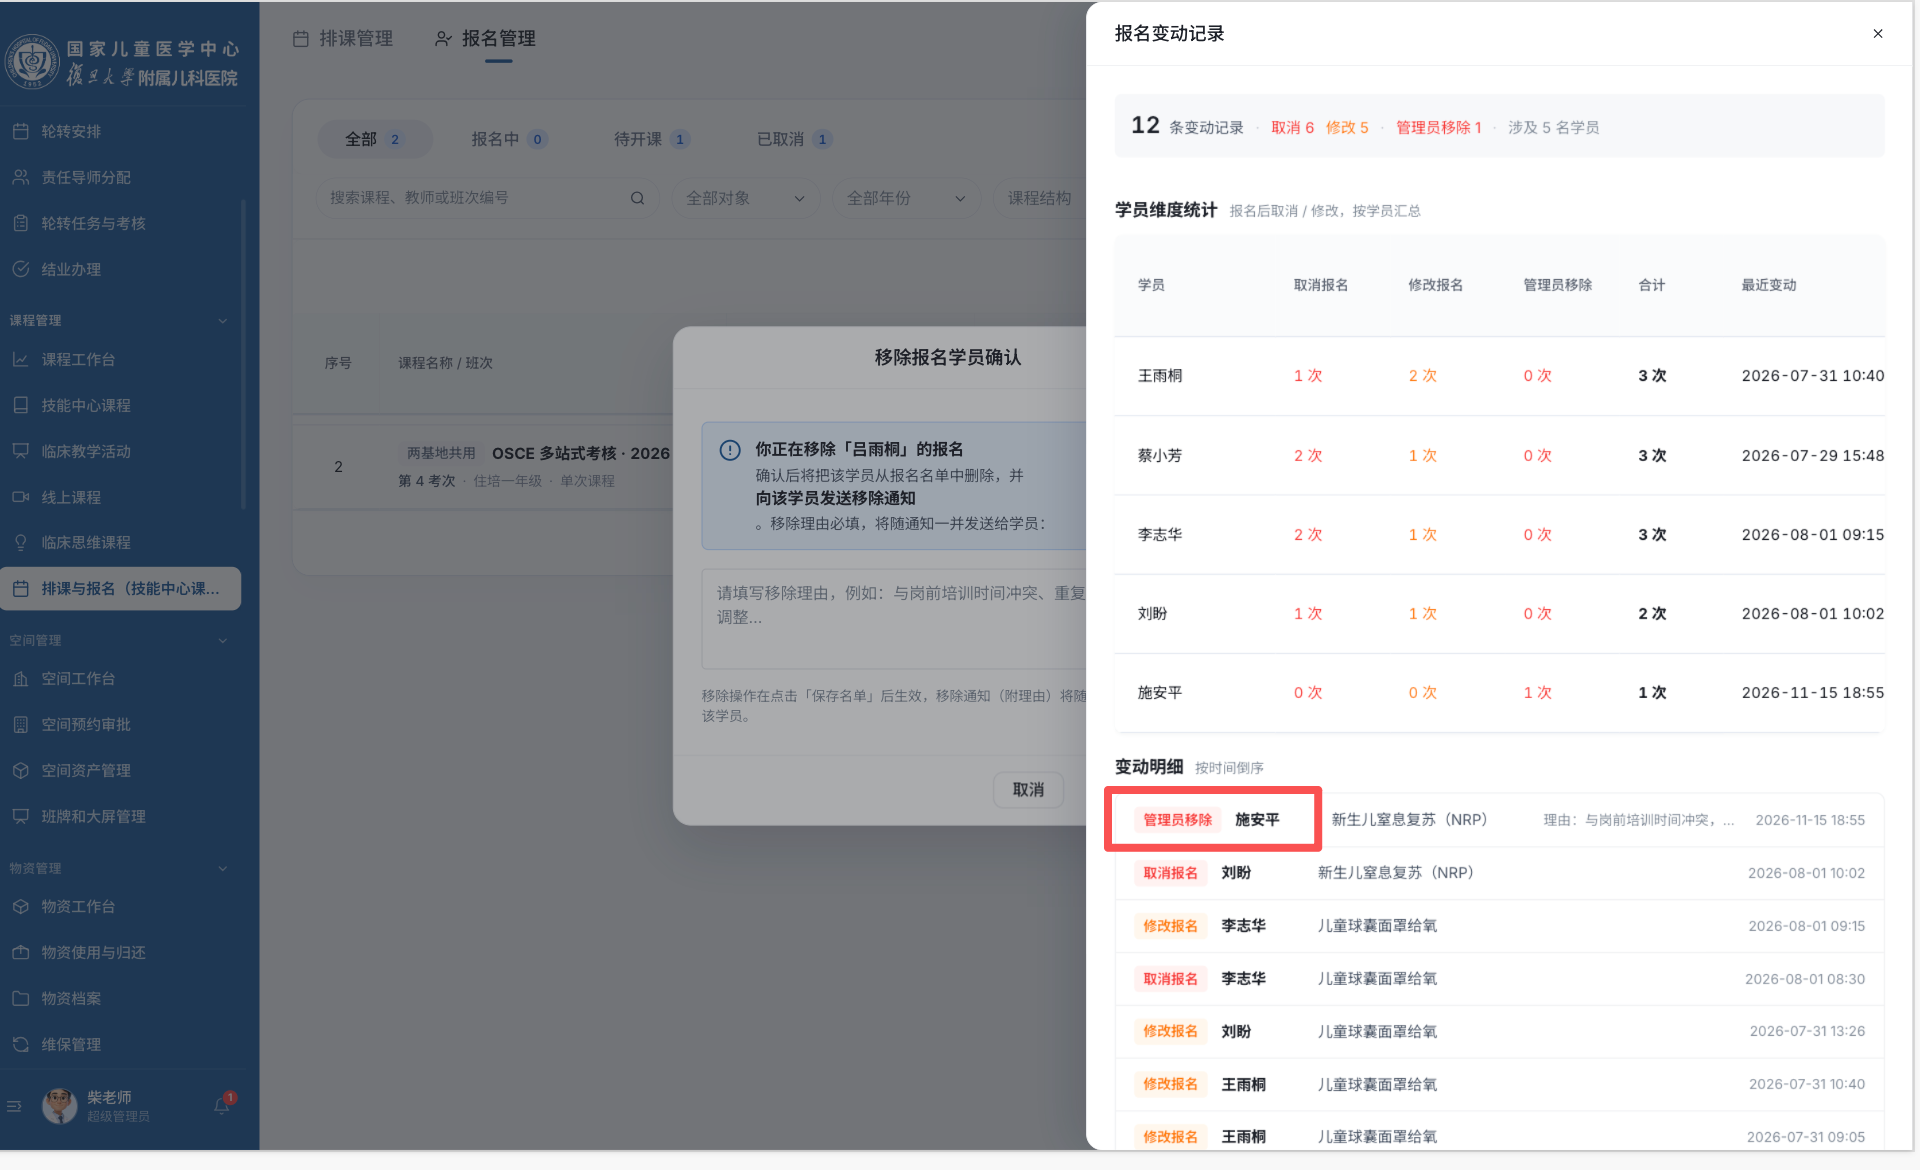 国家儿童医学中心
復旦大学附属儿科医院
轮转安排
责任导师分配
轮转任务与考核
结业办理
课程管理
课程工作台
技能中心课程
临床教学活动
线上课程
临床思维课程
排课与报名（技能中心课...
空间管理
空间工作台
空间预约审批
空间资产管理
班牌和大屏管理
物资管理
物资工作台
物资使用与归还
物资档案
维保管理
柴老师
超级管理员
1
排课管理 报名管理
全部 2 报名中 0 待开课 1 已取消 1
搜索课程、教师或班次编号 全部对象 全部年份 课程结构
序号 课程名称 / 班次
2 两基地共用 OSCE 多站式考核 · 2026
第 4 考次 · 住培一年级 · 单次课程
移除报名学员确认
你正在移除「吕雨桐」的报名
确认后将把该学员从报名名单中删除，并
向该学员发送移除通知
。移除理由必填，将随通知一并发送给学员：
请填写移除理由，例如：与岗前培训时间冲突、重复
调整...
移除操作在点击「保存名单」后生效，移除通知（附理由）将随
该学员。
取消
报名变动记录
12 条变动记录 · 取消 6 修改 5 · 管理员移除 1 · 涉及 5 名学员
学员维度统计 报名后取消 / 修改，按学员汇总
学员 取消报名 修改报名 管理员移除 合计 最近变动
王雨桐 1 次 2 次 0 次 3 次 2026-07-31 10:40
蔡小芳 2 次 1 次 0 次 3 次 2026-07-29 15:48
李志华 2 次 1 次 0 次 3 次 2026-08-01 09:15
刘盼 1 次 1 次 0 次 2 次 2026-08-01 10:02
施安平 0 次 0 次 1 次 1 次 2026-11-15 18:55
变动明细 按时间倒序
管理员移除 施安平 新生儿窒息复苏（NRP） 理由：与岗前培训时间冲突，... 2026-11-15 18:55
取消报名 刘盼 新生儿窒息复苏（NRP） 2026-08-01 10:02
修改报名 李志华 儿童球囊面罩给氧 2026-08-01 09:15
取消报名 李志华 儿童球囊面罩给氧 2026-08-01 08:30
修改报名 刘盼 儿童球囊面罩给氧 2026-07-31 13:26
修改报名 王雨桐 儿童球囊面罩给氧 2026-07-31 10:40
修改报名 王雨桐 儿童球囊面罩给氧 2026-07-31 09:05